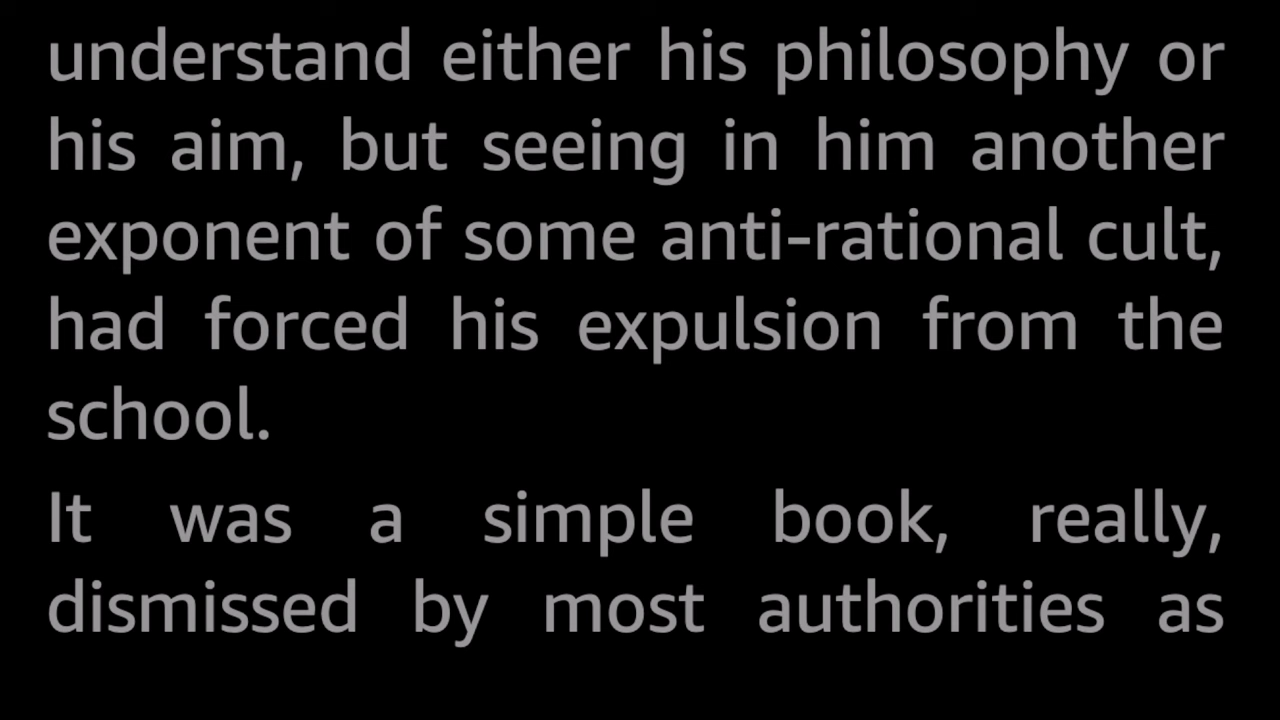 understand either his philosophy or
his aim, but seeing in him another
exponent of some anti-rational cult,
had forced his expulsion from the
school.
It was a simple book, really,
dismissed by most authorities as